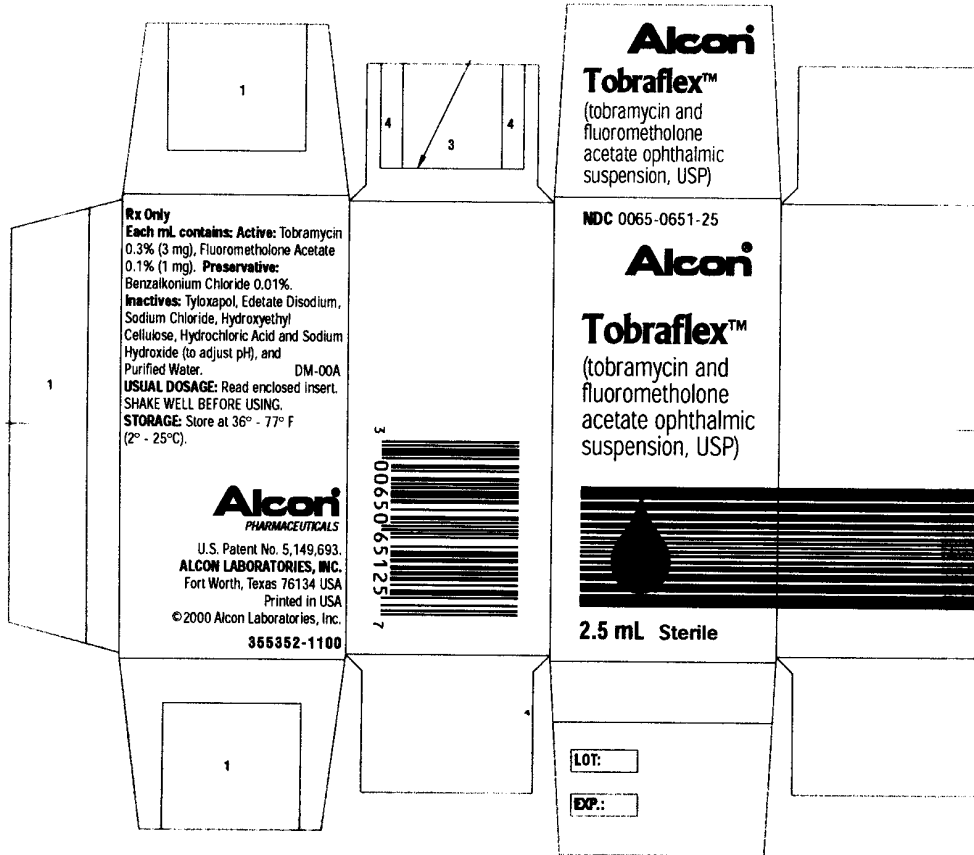 1
Rx Only
Each mL contains: Active: Tobramycin
0.3% (3 mg), Fluorometholone Acetate
0.1% (1 mg). Preservative:
Benzalkonium Chloride 0.01%.
Inactives: Tyloxapol, Edetate Disodium,
Sodium Chloride, Hydroxyethyl
Cellulose, Hydrochloric Acid and Sodium
Hydroxide (to adjust pH), and
Purified Water. DM-00A
USUAL DOSAGE: Read enclosed insert.
SHAKE WELL BEFORE USING.
STORAGE: Store at 36° - 77° F
(2° - 25°C).
Alcon
PHARMACEUTICALS
U.S. Patent No. 5,149,693.
ALCON LABORATORIES, INC.
Fort Worth, Texas 76134 USA
Printed in USA
©2000 Alcon Laboratories, Inc.
355352-1100
1
1
4
3
4
3 00650 65125 7
4
Alcon®
Tobraflex™
(tobramycin and
fluorometholone
acetate ophthalmic
suspension, USP)
NDC 0065-0651-25
Alcon®
Tobraflex™
(tobramycin and
fluorometholone
acetate ophthalmic
suspension, USP)
2.5 mL Sterile
LOT:
EXP.: